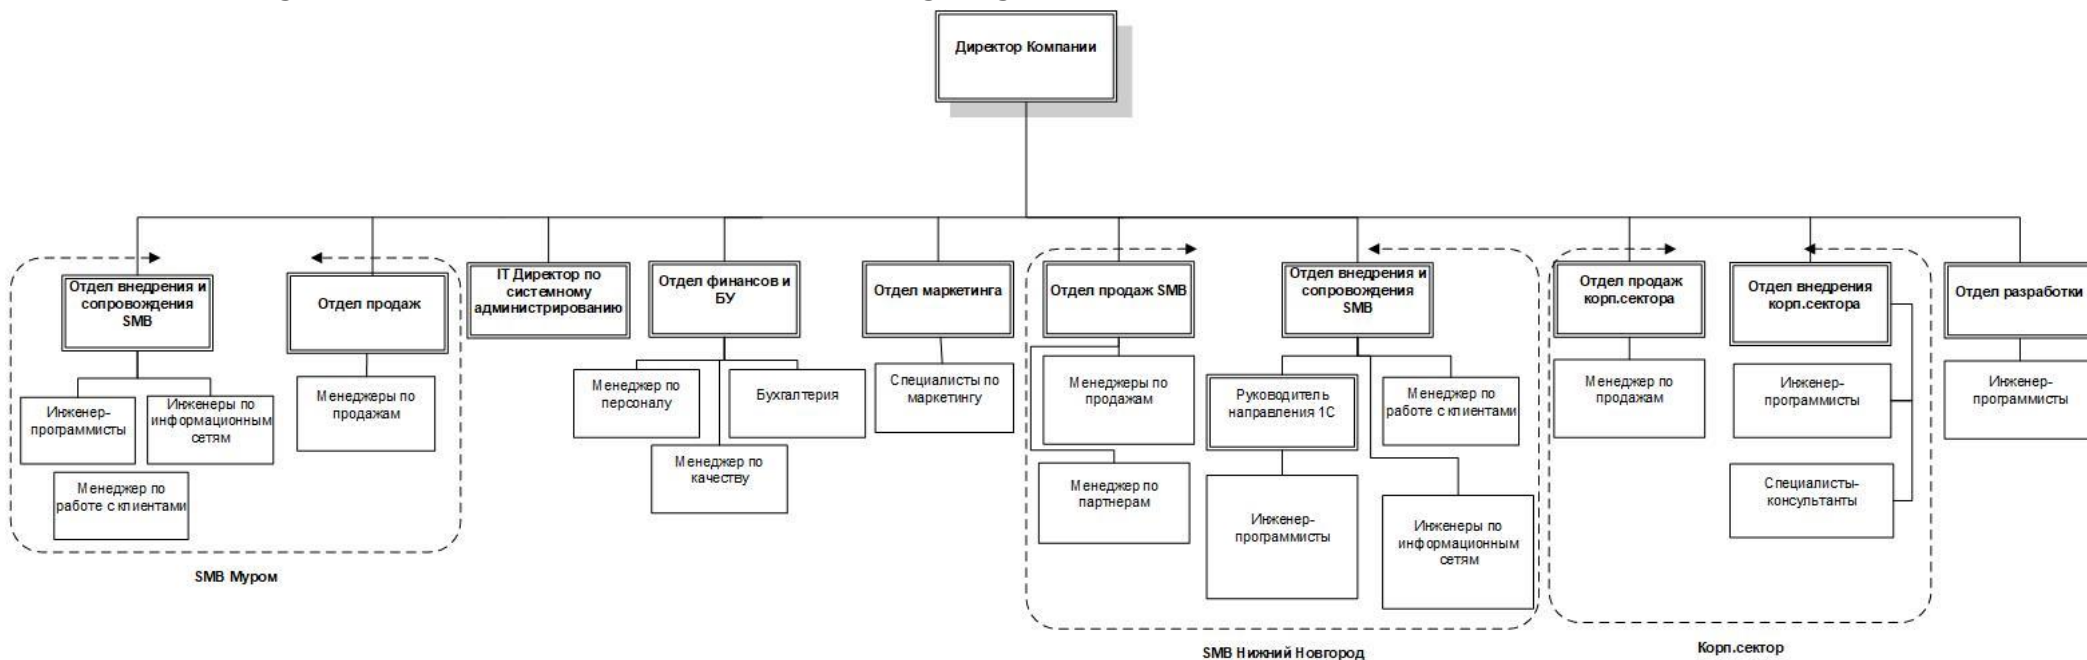 Директор Компании
Отдел внедрения и
сопровождения
SMB
Отдел продаж
IT Директор по
системному
администрированию
Отдел финансов и
БУ
Отдел маркетинга
Отдел продаж SMB
Отдел внедрения и
сопровождения
SMB
Отдел продаж
корп.сектора
Отдел внедрения
корп.сектора
Отдел разработки
Инженер-
программисты
Инженеры по
информационным
сетям
Менеджер по
работе с клиентами
Менеджеры по
продажам
Менеджер по
персоналу
Бухгалтерия
Менеджер по
качеству
Специалисты по
маркетингу
Менеджеры по
продажам
Менеджер по
партнерам
Руководитель
направления 1С
Инженер-
программисты
Менеджер по
работе с клиентами
Инженеры по
информационным
сетям
Менеджер по
продажам
Инженер-
программисты
Специалисты-
консультанты
Инженер-
программисты
SMB Муром
SMB Нижний Новгород
Корп.сектор